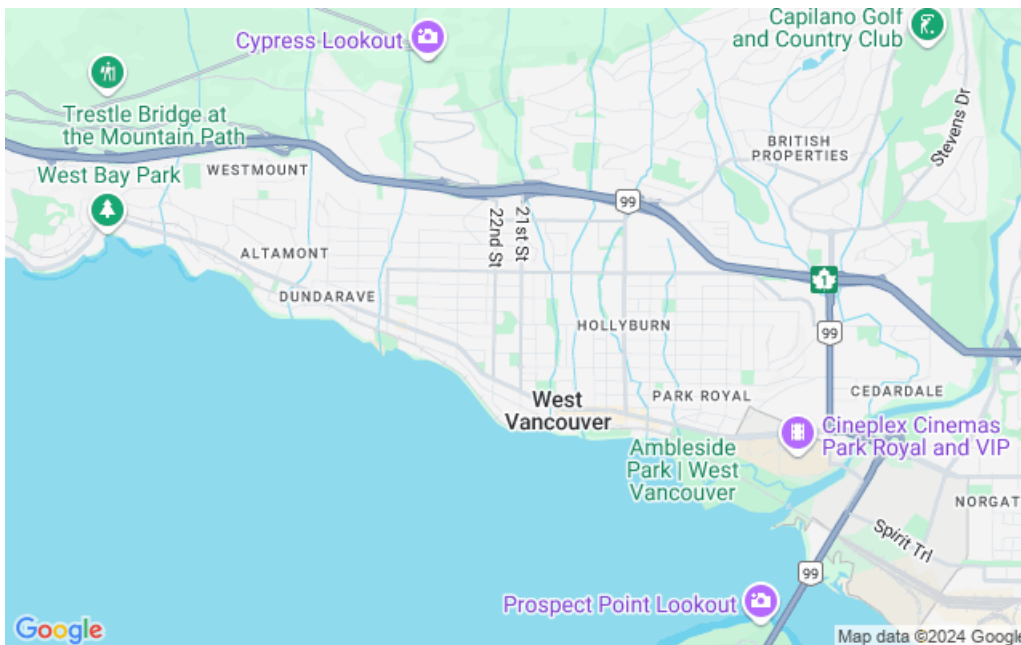 Capilano Golf
and Country Club
Cypress Lookout
Trestle Bridge at
the Mountain Path
Stevens Dr
BRITISH
PROPERTIES
WESTMOUNT
West Bay Park
99
22nd St
21st St
ALTAMONT
1
DUNDARAVE
HOLLYBURN
99
West
Vancouver
PARK ROYAL
CEDARDALE
Cineplex Cinemas
Park Royal and VIP
Ambleside
Park | West
Vancouver
NORGAT
Spirit Trl
99
Prospect Point Lookout
Google
Map data ©2024 Google